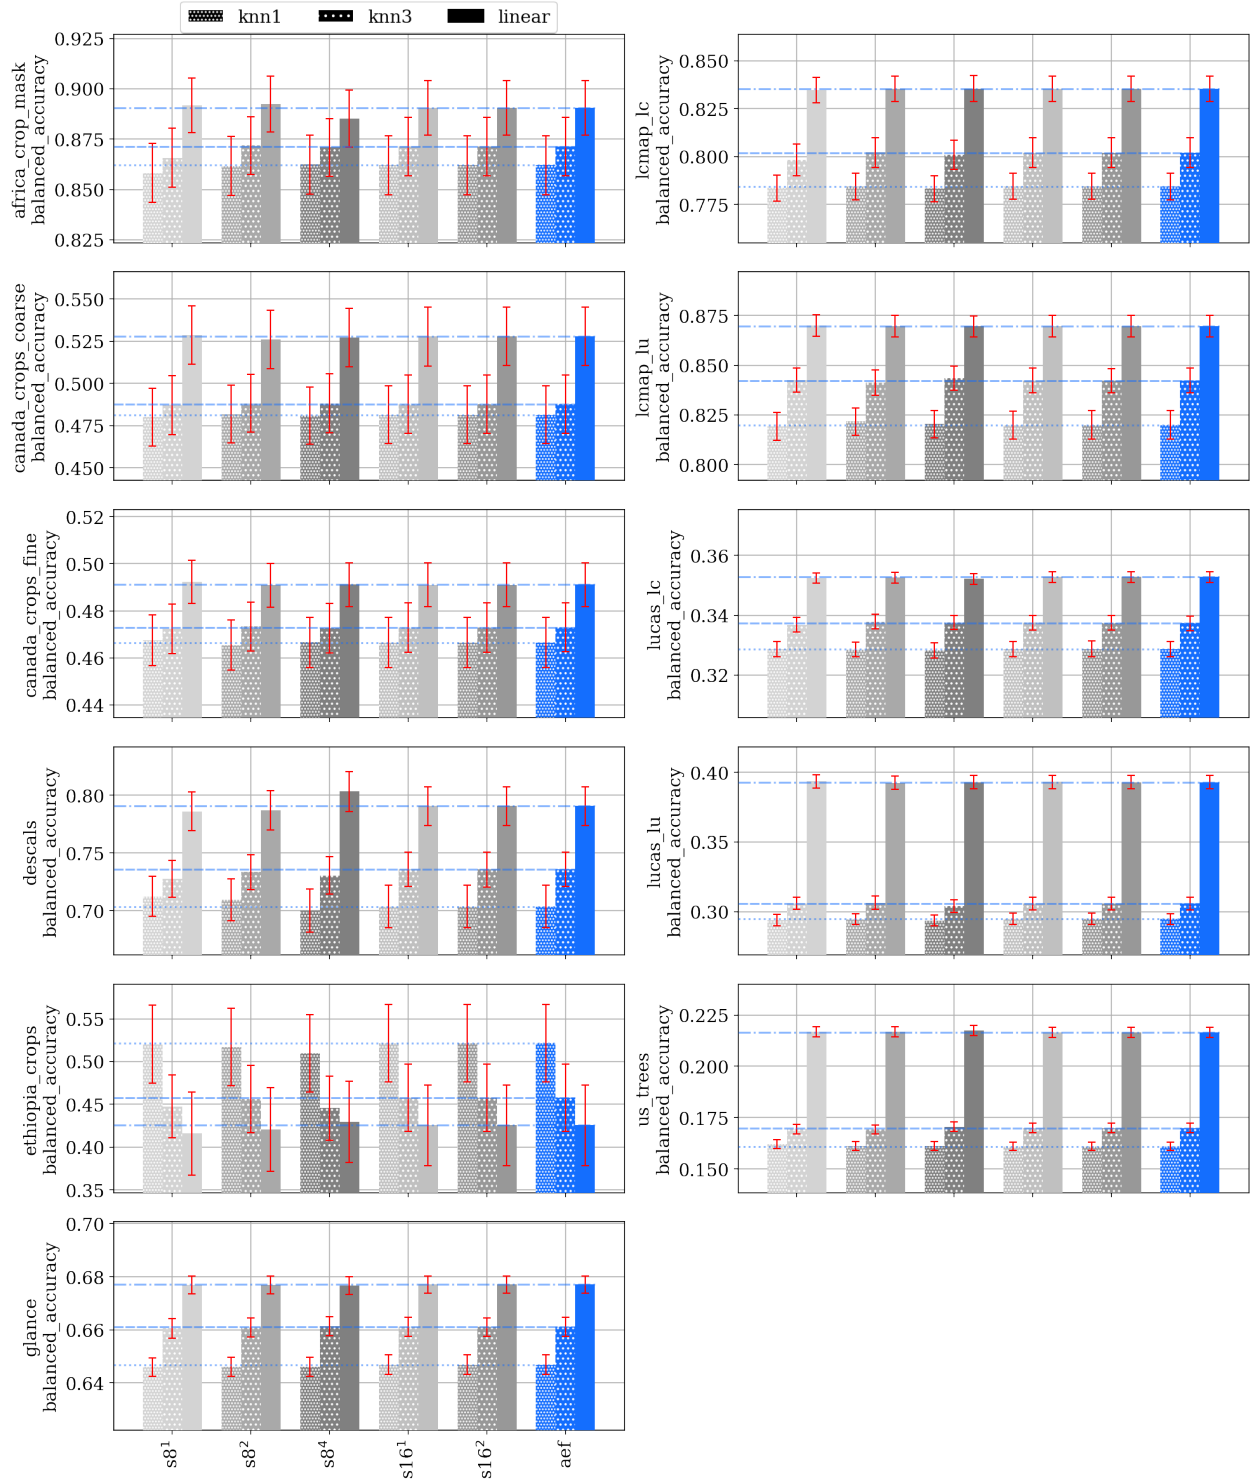 knn1 knn3 linear
africa_crop_mask
balanced_accuracy
0.925
0.900
0.875
0.850
0.825
lcmap_lc
balanced_accuracy
0.850
0.825
0.800
0.775
canada_crops_coarse
balanced_accuracy
0.550
0.525
0.500
0.475
0.450
lcmap_lu
balanced_accuracy
0.875
0.850
0.825
0.800
canada_crops_fine
balanced_accuracy
0.52
0.50
0.48
0.46
0.44
lucas_lc
balanced_accuracy
0.36
0.34
0.32
descals
balanced_accuracy
0.80
0.75
0.70
lucas_lu
balanced_accuracy
0.40
0.35
0.30
ethiopia_crops
balanced_accuracy
0.55
0.50
0.45
0.40
0.35
us_trees
balanced_accuracy
0.225
0.200
0.175
0.150
glance
balanced_accuracy
0.70
0.68
0.66
0.64
s8¹ s8² s8⁴ s16¹ s16² aef